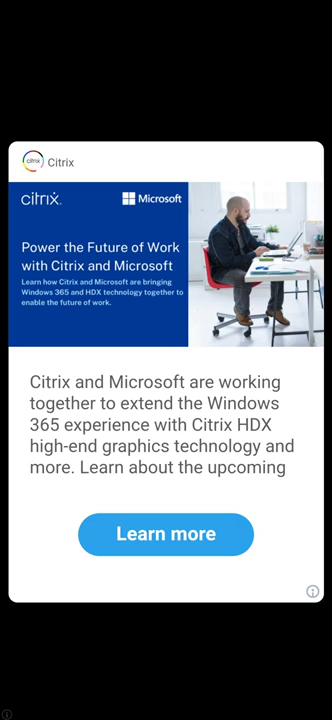 citrix
Citrix
citrix
Microsoft
Power the Future of Work
with Citrix and Microsoft
Learn how Citrix and Microsoft are bringing
Windows 365 and HDX technology together to
enable the future of work.
Citrix and Microsoft are working
together to extend the Windows
365 experience with Citrix HDX
high-end graphics technology and
more. Learn about the upcoming
Learn more